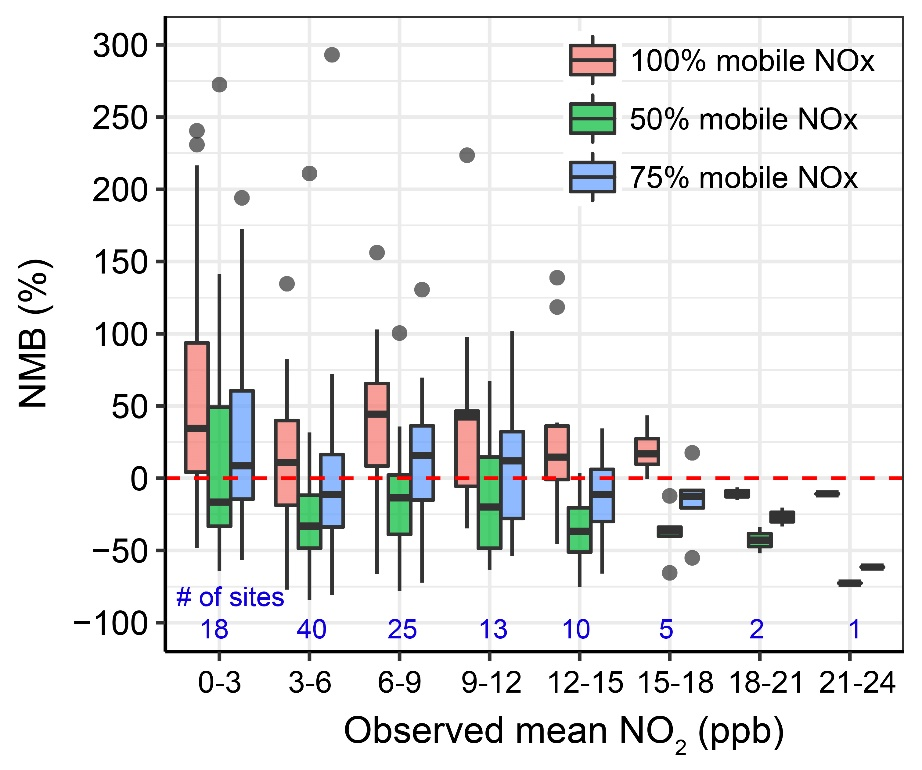 100% mobile NOx
50% mobile NOx
75% mobile NOx
NMB (%)
300
250
200
150
100
50
0
−50
−100
# of sites
18 40 25 13 10 5 2 1
0-3 3-6 6-9 9-12 12-15 15-18 18-21 21-24
Observed mean NO₂ (ppb)